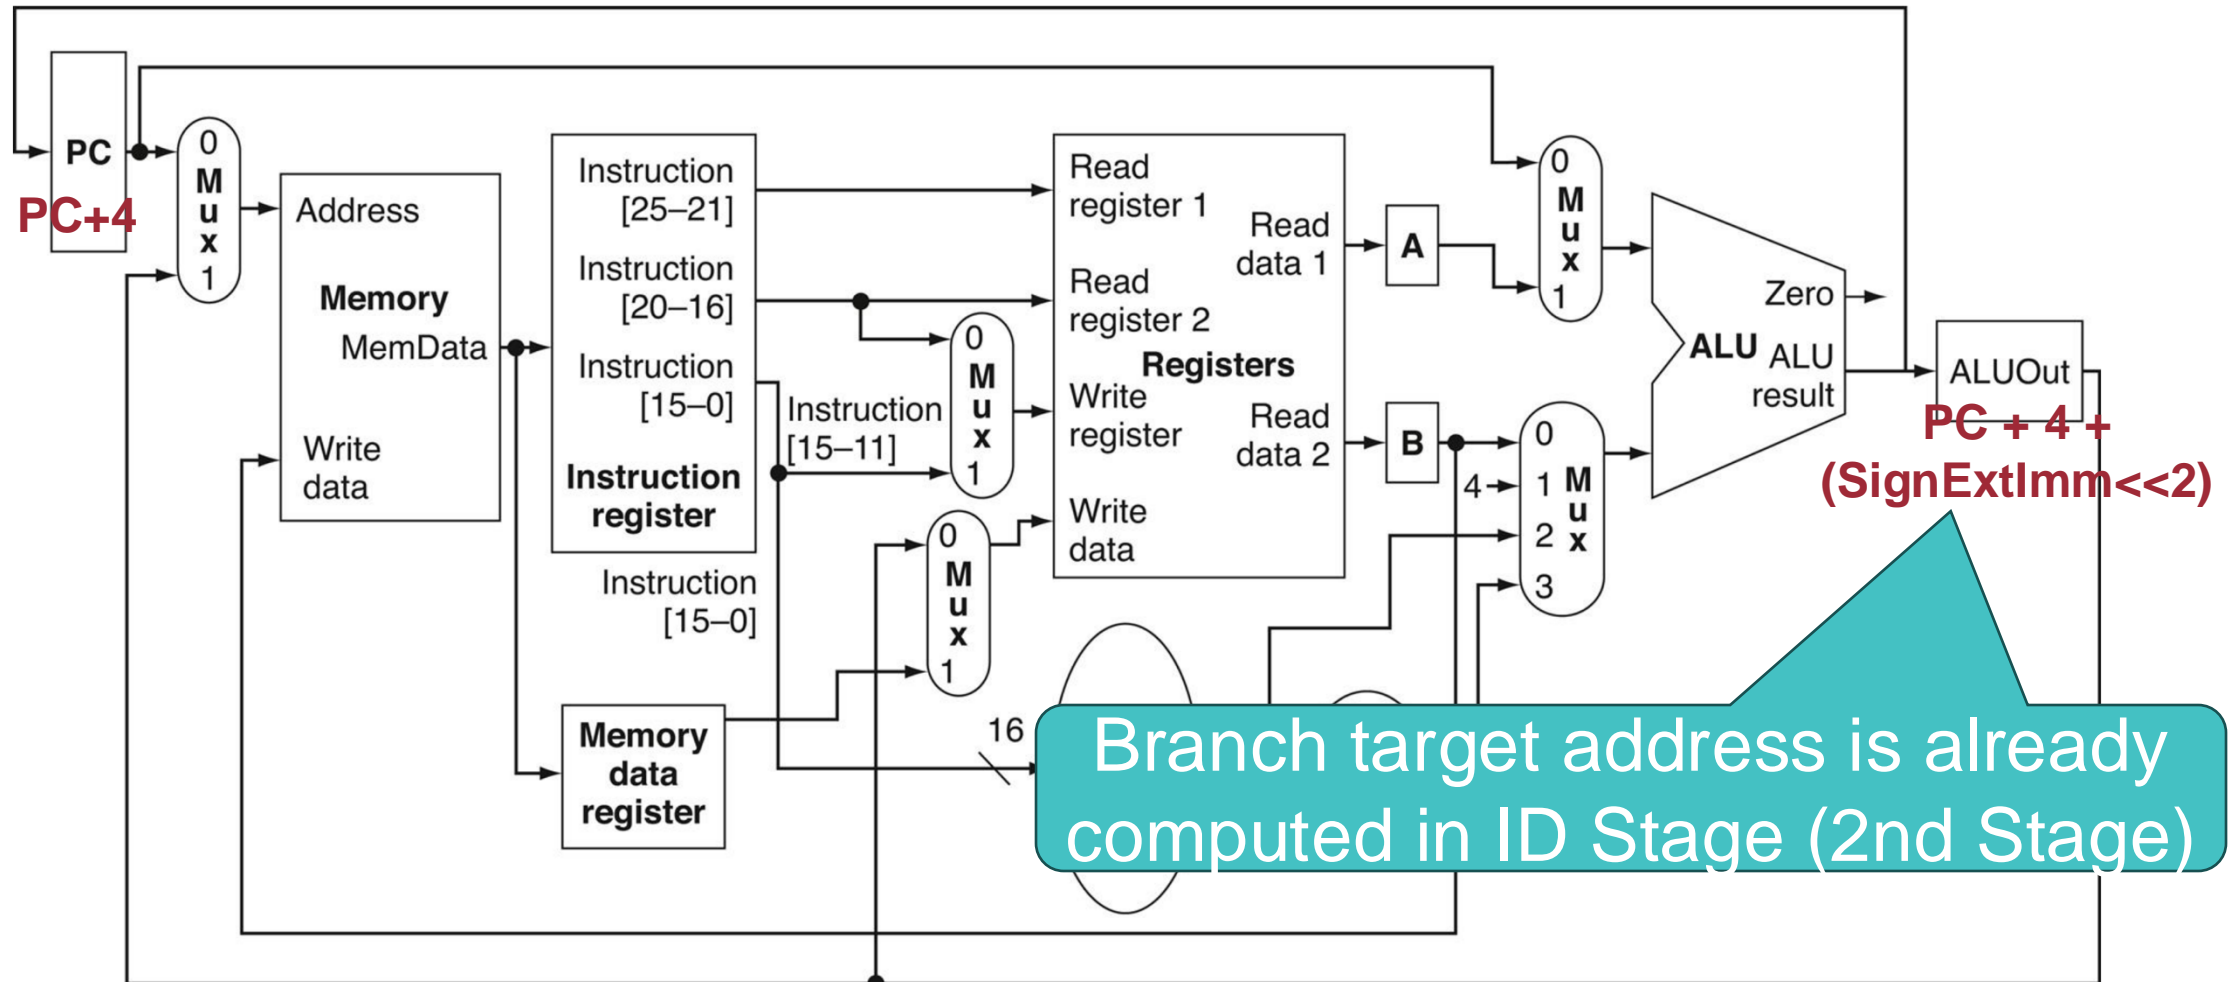 PC
PC+4
0
M
u
x
1
Address
Memory
MemData
Write
data
Instruction
[25–21]
Instruction
[20–16]
Instruction
[15–0]
Instruction
register
Instruction
[15–0]
Instruction
[15–11]
Memory
data
register
0
M
u
x
1
0
M
u
x
1
16
Read
register 1
Read
register 2
Registers
Write
register
Write
data
Read
data 1
Read
data 2
A
B
4
0
M
u
x
1
0
1 M
u
2 x
3
Zero
ALU
ALU
result
ALUOut
PC + 4 +
(SignExtImm<<2)
Branch target address is already
computed in ID Stage (2nd Stage)